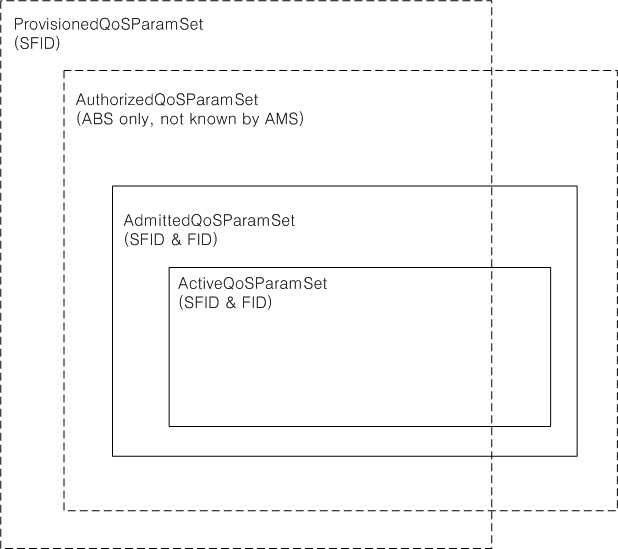 ProvisionedQoSParamSet
(SFID)
AuthorizedQoSParamSet
(ABS only, not known by AMS)
AdmittedQoSParamSet
(SFID & FID)
ActiveQoSParamSet
(SFID & FID)